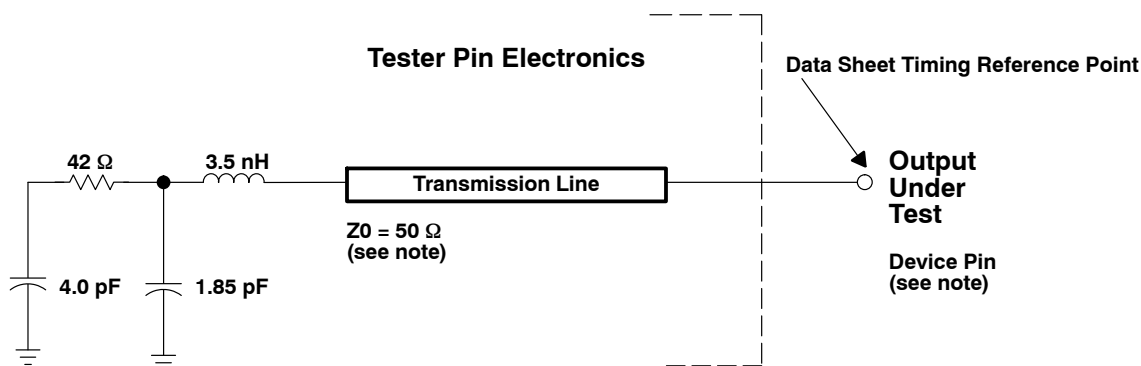 Tester Pin Electronics
Data Sheet Timing Reference Point
42 Ω
3.5 nH
Transmission Line
Output
Under
Test
Z0 = 50 Ω
(see note)
Device Pin
(see note)
4.0 pF
1.85 pF